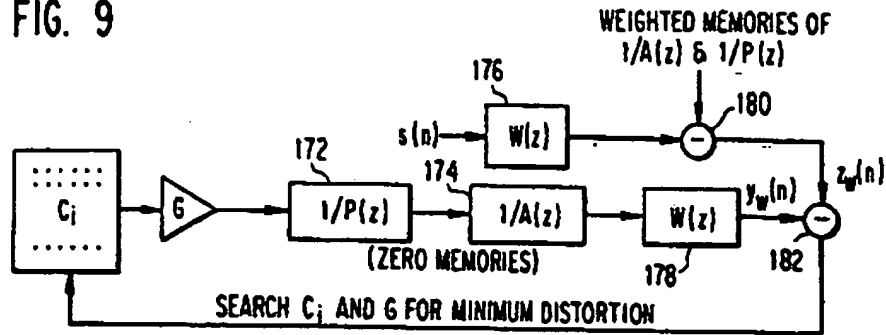 FIG. 9
WEIGHTED MEMORIES OF
1/A(z) & 1/P(z)
176
180
s(n)
W(z)
−
172
174
z_w(n)
C_i
G
1/P(z)
1/A(z)
W(z)
y_w(n)
−
(ZERO MEMORIES)
178
182
SEARCH C_i AND G FOR MINIMUM DISTORTION